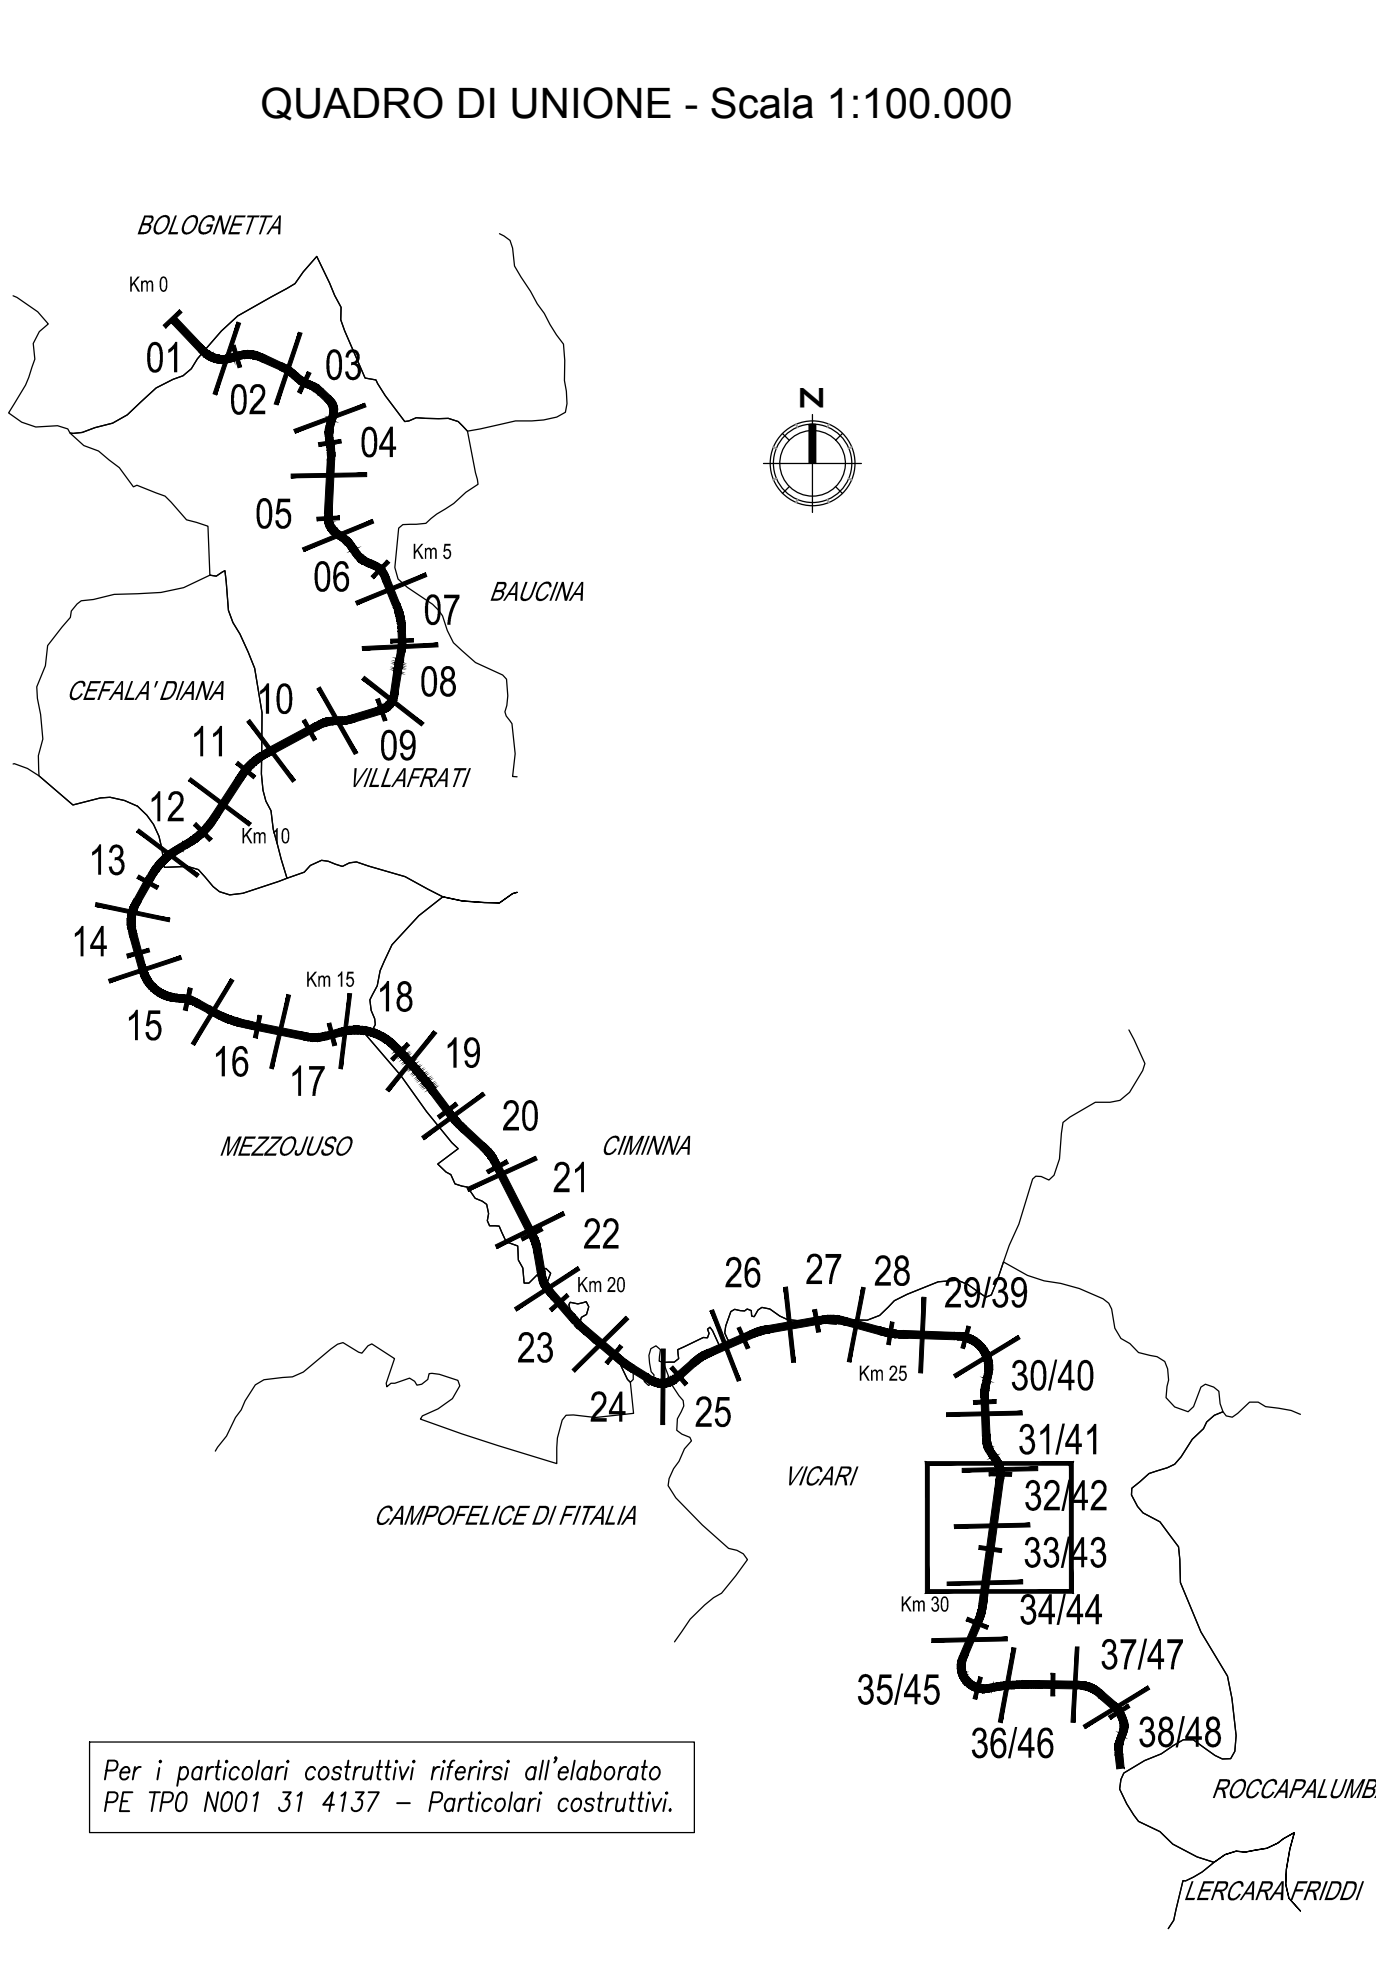 QUADRO DI UNIONE - Scala 1:100.000
BOLOGNETTA
Km 0
01
02
03
04
05
06
Km 5
BAUCINA
07
08
CEFALA' DIANA
10
11
09
VILLAFRATI
12
Km 10
13
14
Km 15
18
15
16
17
19
20
MEZZOJUSO
CIMINNA
21
22
Km 20
23
24
25
26
27
28
29/39
Km 25
30/40
31/41
VICARI
32/42
CAMPOFELICE DI FITALIA
33/43
Km 30
34/44
35/45
36/46
37/47
38/48
Per i particolari costruttivi riferirsi all'elaborato
PE TP0 N001 31 4137 – Particolari costruttivi.
ROCCAPALUMB
LERCARA FRIDDI
N